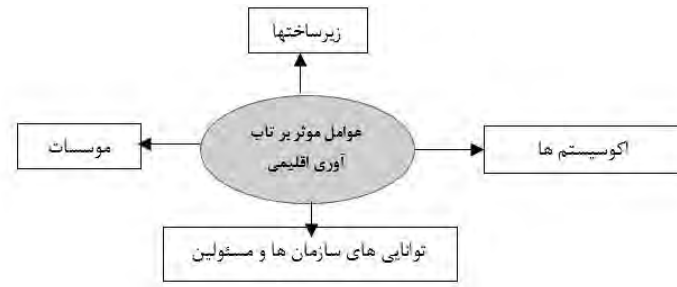 زیرساختها
عوامل موثر بر تاب
آوری اقلیمی
موسسات
اکوسیستم ها
توانایی های سازمان ها و مسئولین